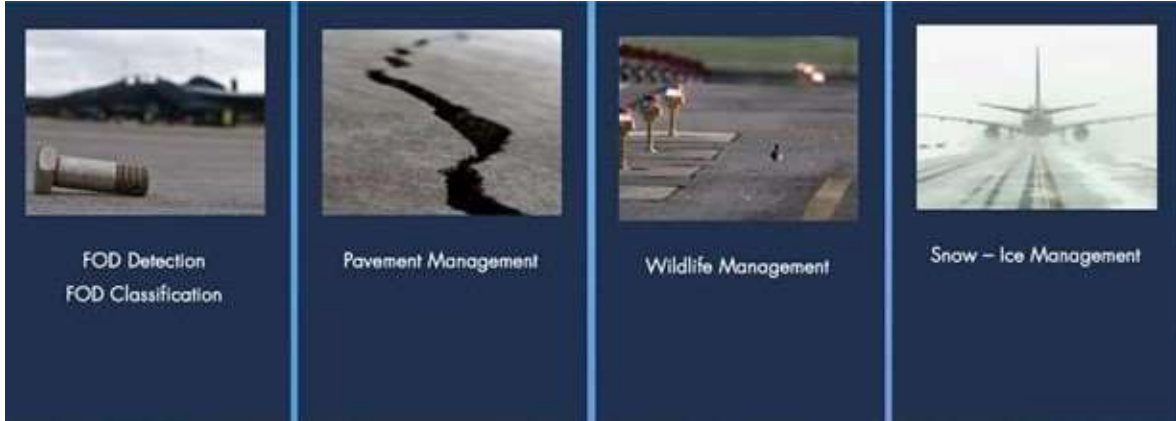 FOD Detection
FOD Classification
Pavement Management
Wildlife Management
Snow – Ice Management